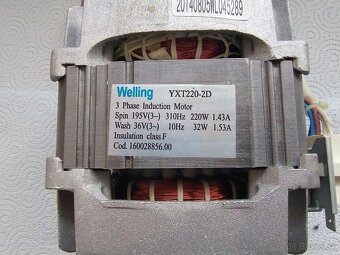 20140805WL045289
Welling YXT220-2D
3 Phase Induction Motor
Spin 195V(3~) 310Hz 220W 1.43A
Wash 36V(3~) 10Hz 32W 1.53A
Insulation class.F
Cod. 160028856.00